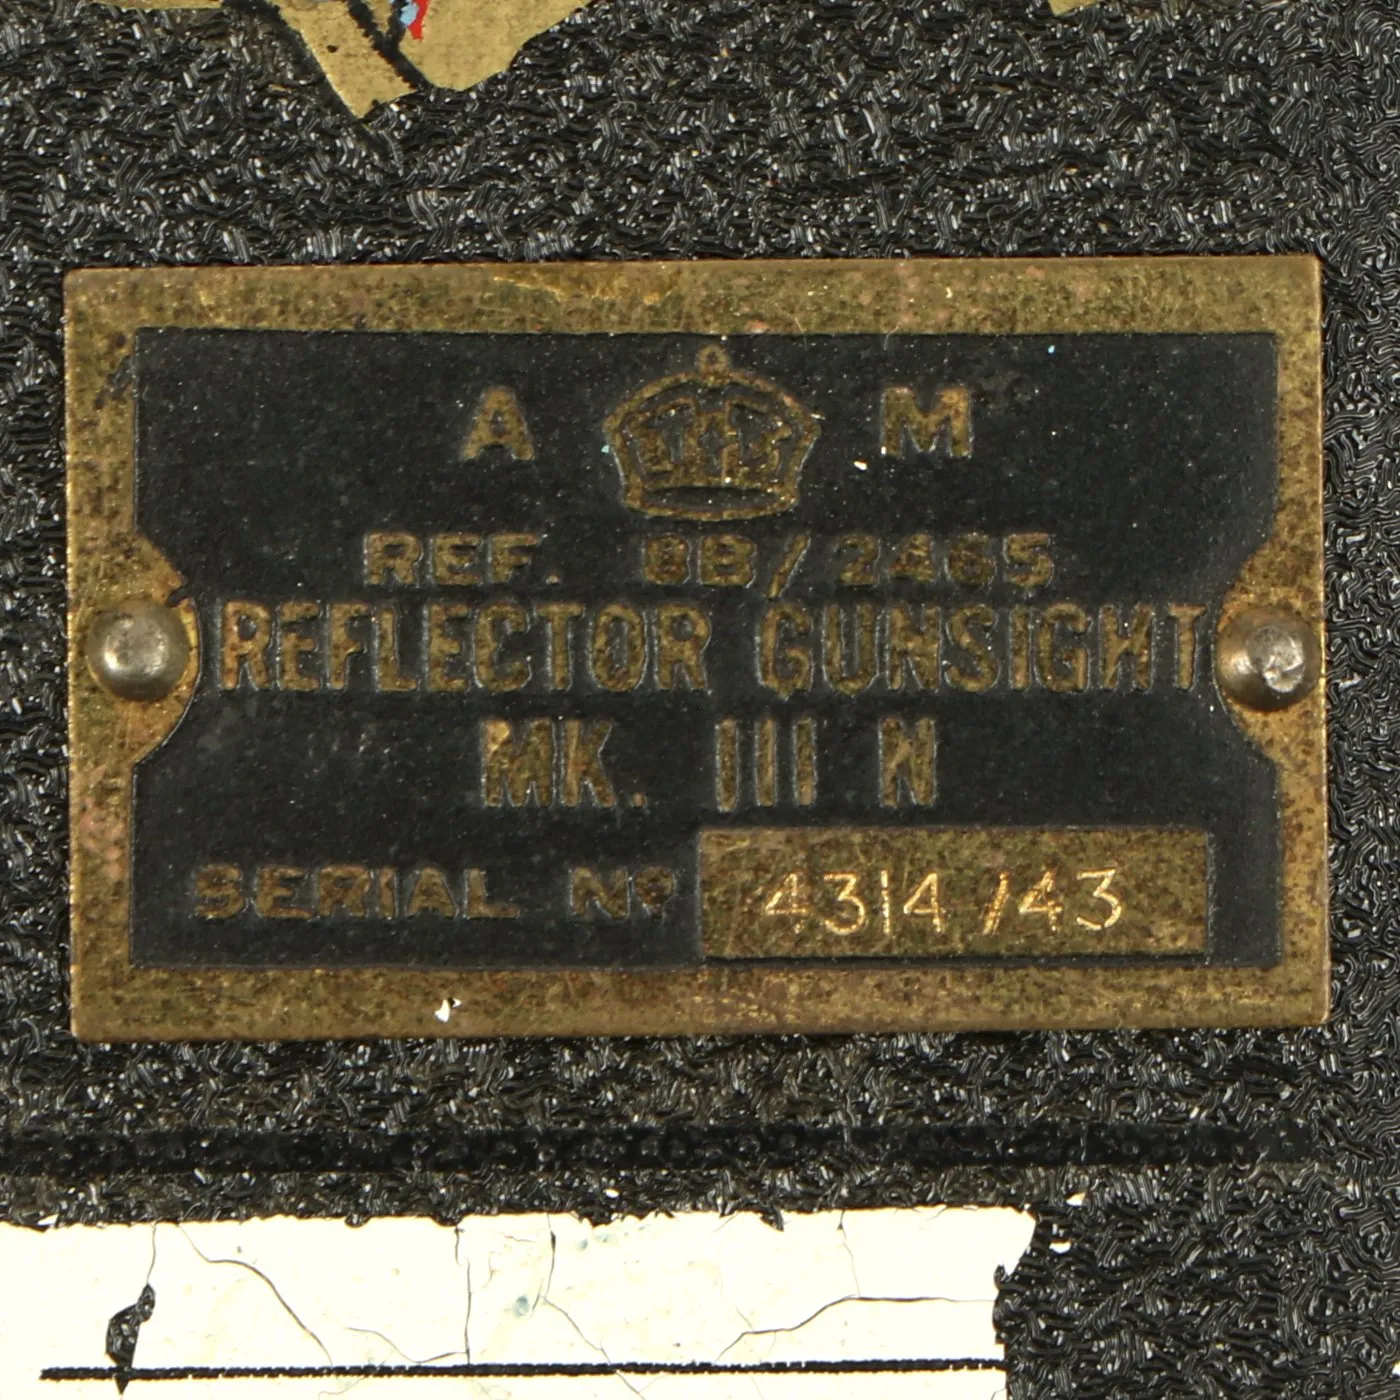 A M
REF. 8B/2465
REFLECTOR GUNSIGHT
MK. III N
SERIAL Nº 4314/43